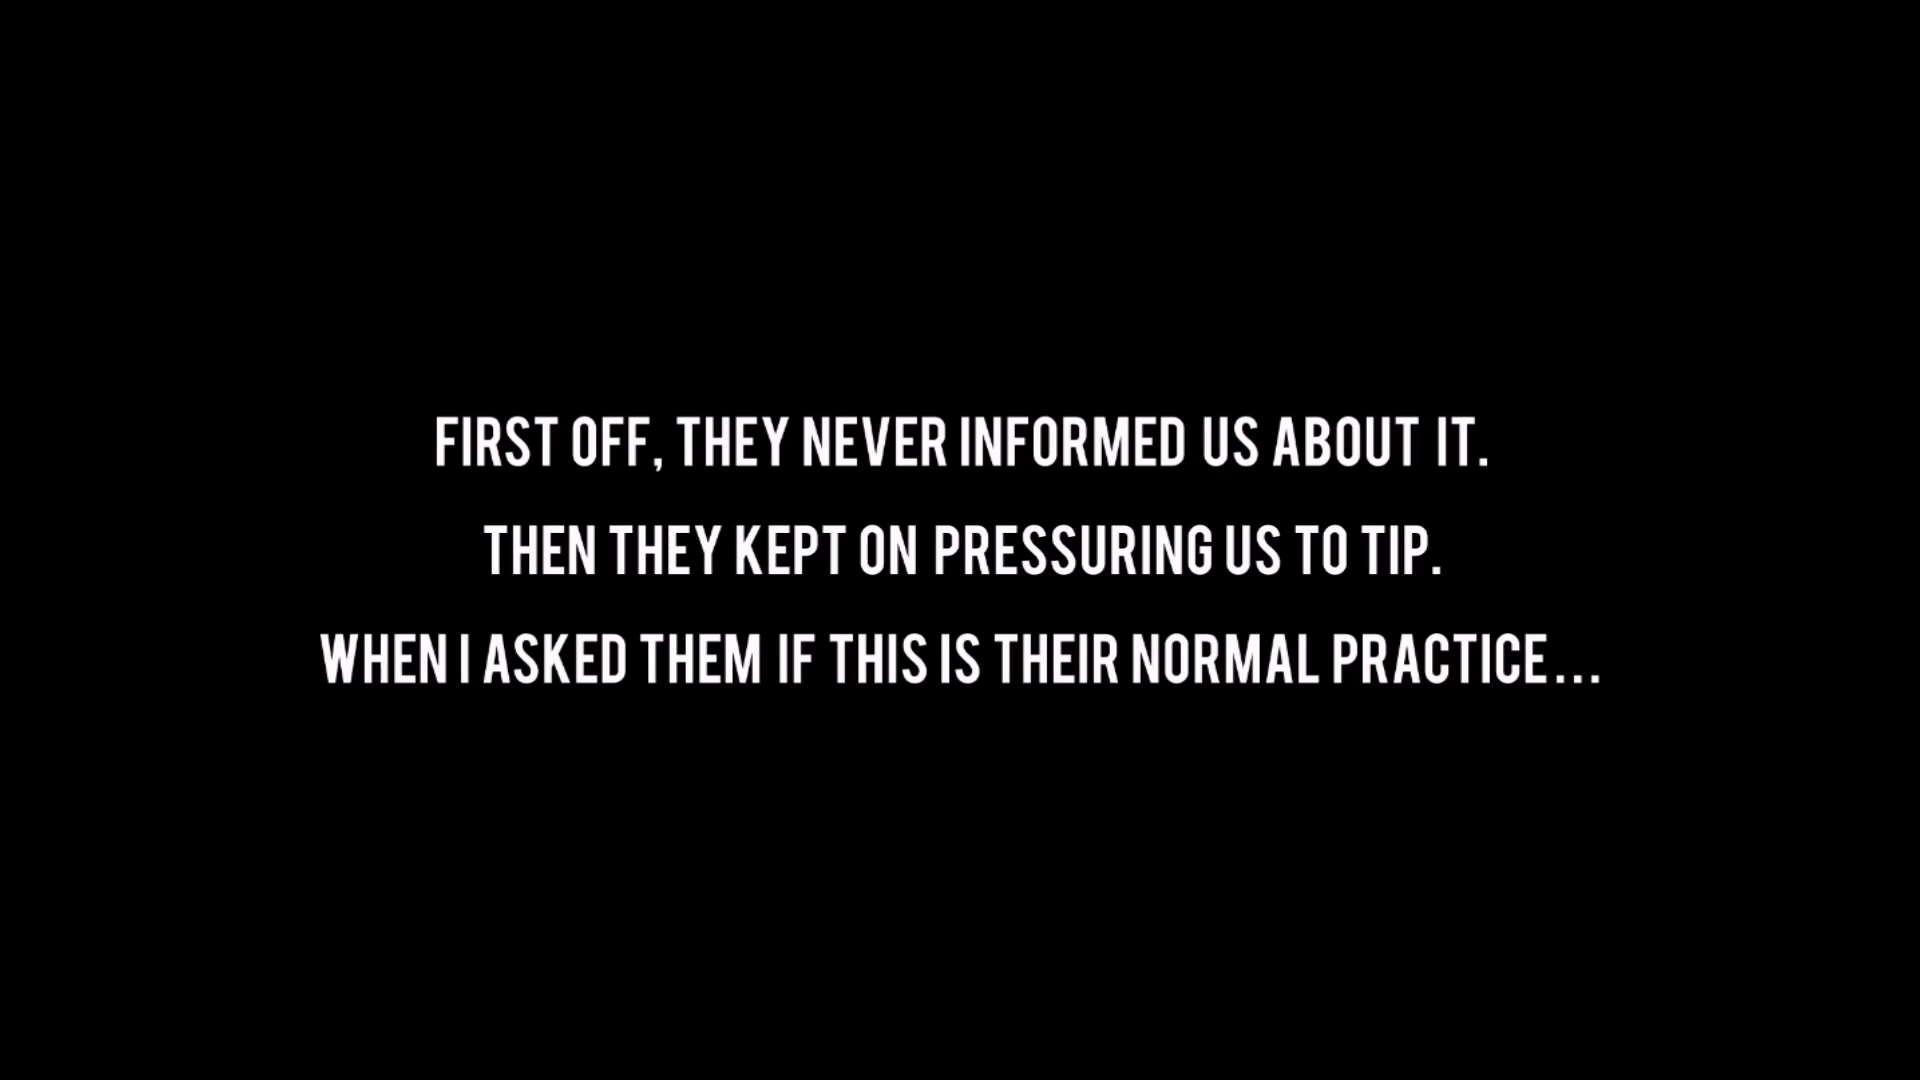 FIRST OFF, THEY NEVER INFORMED US ABOUT IT.
THEN THEY KEPT ON PRESSURING US TO TIP.
WHEN I ASKED THEM IF THIS IS THEIR NORMAL PRACTICE...